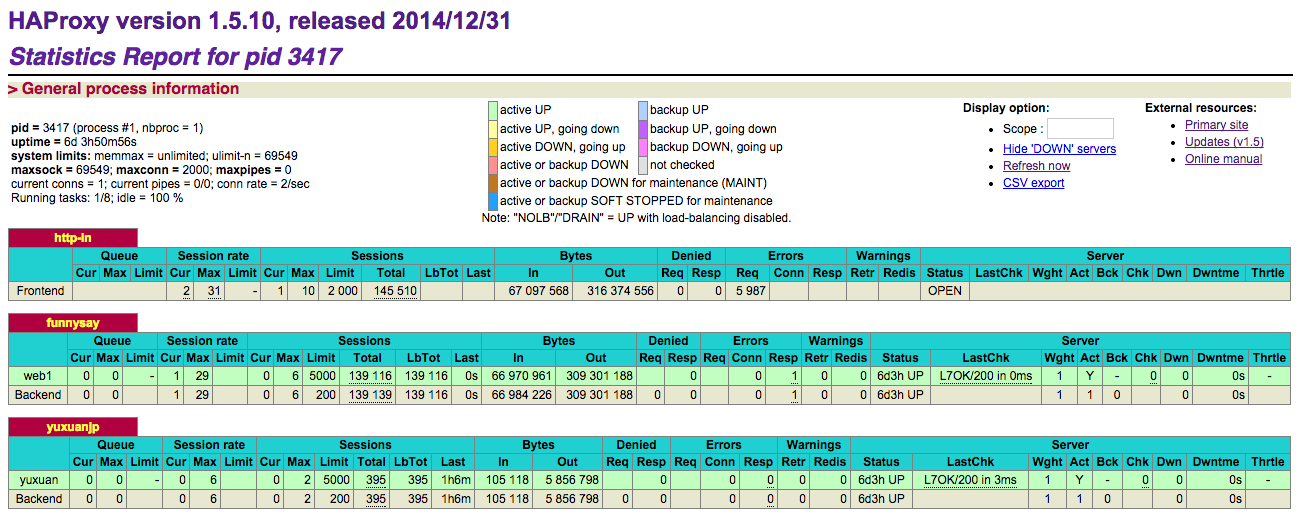 HAProxy version 1.5.10, released 2014/12/31
Statistics Report for pid 3417
> General process information
pid = 3417 (process #1, nbproc = 1)
uptime = 6d 3h50m56s
system limits: memmax = unlimited; ulimit-n = 69549
maxsock = 69549; maxconn = 2000; maxpipes = 0
current conns = 1; current pipes = 0/0; conn rate = 2/sec
Running tasks: 1/8; idle = 100 %
active UP backup UP
active UP, going down backup UP, going down
active DOWN, going up backup DOWN, going up
active or backup DOWN not checked
active or backup DOWN for maintenance (MAINT)
active or backup SOFT STOPPED for maintenance
Note: "NOLB"/"DRAIN" = UP with load-balancing disabled.
Display option:
• Scope :
• Hide 'DOWN' servers
• Refresh now
• CSV export
External resources:
• Primary site
• Updates (v1.5)
• Online manual
http-in
Queue Session rate Sessions Bytes Denied Errors Warnings Server
Cur Max Limit Cur Max Limit Cur Max Limit Total LbTot Last In Out Req Resp Req Conn Resp Retr Redis Status LastChk Wght Act Bck Chk Dwn Dwntme Thrtle
Frontend 2 31 - 1 10 2 000 145 510 67 097 568 316 374 556 0 0 5 987 OPEN
funnysay
Queue Session rate Sessions Bytes Denied Errors Warnings Server
Cur Max Limit Cur Max Limit Cur Max Limit Total LbTot Last In Out Req Resp Req Conn Resp Retr Redis Status LastChk Wght Act Bck Chk Dwn Dwntme Thrtle
web1 0 0 - 1 29 0 6 5000 139 116 139 116 0s 66 970 961 309 301 188 0 0 1 0 0 6d3h UP L7OK/200 in 0ms 1 Y - 0 0 0s -
Backend 0 0 1 29 0 6 200 139 139 139 116 0s 66 984 226 309 301 188 0 0 0 1 0 0 6d3h UP 1 1 0 0 0s
yuxuanjp
Queue Session rate Sessions Bytes Denied Errors Warnings Server
Cur Max Limit Cur Max Limit Cur Max Limit Total LbTot Last In Out Req Resp Req Conn Resp Retr Redis Status LastChk Wght Act Bck Chk Dwn Dwntme Thrtle
yuxuan 0 0 - 0 6 0 2 5000 395 395 1h6m 105 118 5 856 798 0 0 0 0 0 6d3h UP L7OK/200 in 3ms 1 Y - 0 0 0s -
Backend 0 0 0 6 0 2 200 395 395 1h6m 105 118 5 856 798 0 0 0 0 0 0 6d3h UP 1 1 0 0 0s